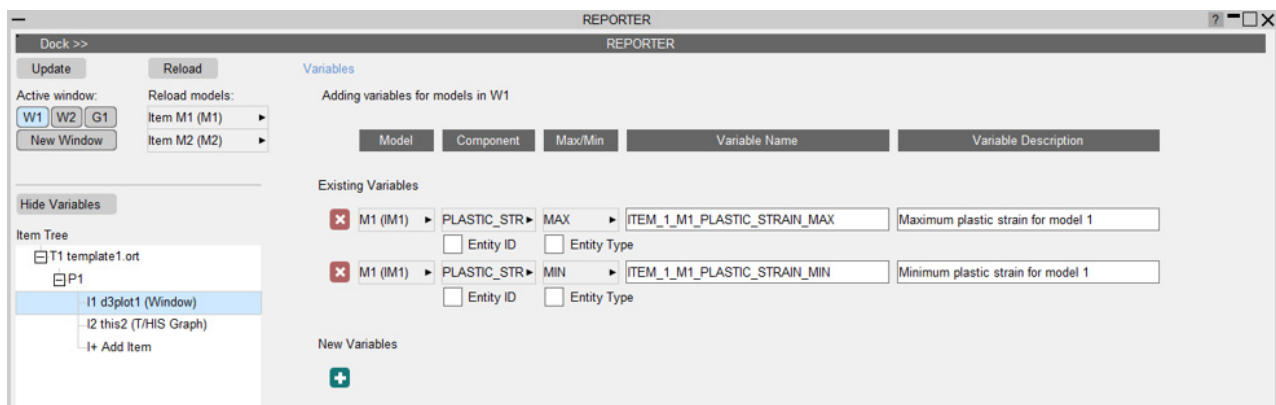 REPORTER
?
Dock >> REPORTER
Update Reload Variables
Active window: Reload models: Adding variables for models in W1
W1 W2 G1 Item M1 (M1)
New Window Item M2 (M2) Model Component Max/Min Variable Name Variable Description
Existing Variables
Hide Variables
M1 (IM1) PLASTIC_STR MAX ITEM_1_M1_PLASTIC_STRAIN_MAX Maximum plastic strain for model 1
Item Tree
Entity ID Entity Type
T1 template1.ort
M1 (IM1) PLASTIC_STR MIN ITEM_1_M1_PLASTIC_STRAIN_MIN Minimum plastic strain for model 1
P1
Entity ID Entity Type
I1 d3plot1 (Window)
I2 this2 (T/HIS Graph)
I+ Add Item
New Variables